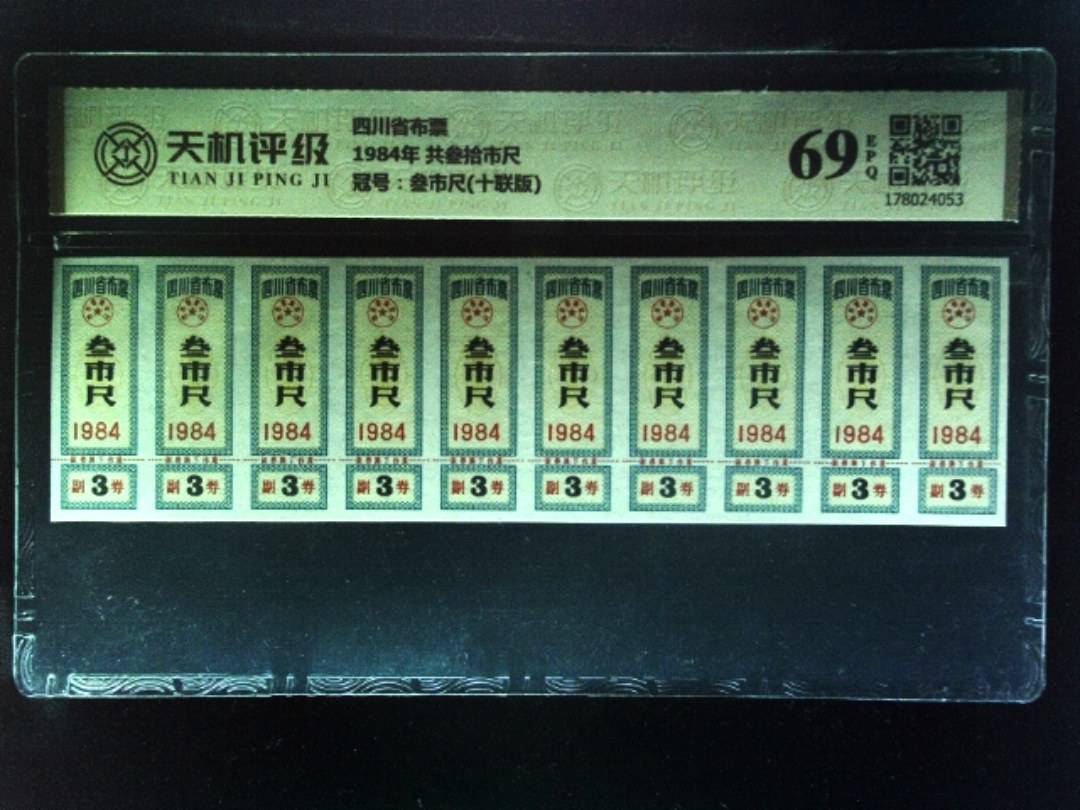 天机评级
TIAN JI PING JI
四川省布票
1984年 共叁拾市尺
冠号：叁市尺(十联版)
69
EPQ
178024053
四川省布票 四川省布票 四川省布票 四川省布票 四川省布票 四川省布票 四川省布票 四川省布票 四川省布票 四川省布票
叁市尺 叁市尺 叁市尺 叁市尺 叁市尺 叁市尺 叁市尺 叁市尺 叁市尺 叁市尺
1984 1984 1984 1984 1984 1984 1984 1984 1984 1984
副3券 副3券 副3券 副3券 副3券 副3券 副3券 副3券 副3券 副3券